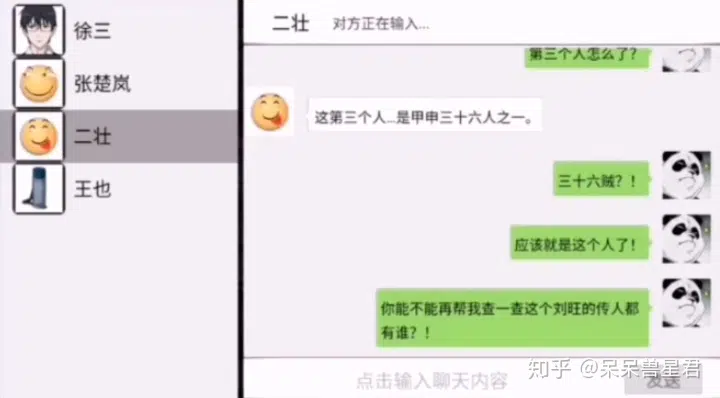 徐三
张楚岚
二壮
王也
二壮 对方正在输入...
第三个人怎么了?
这第三个人...是甲申三十六人之一。
三十六贼?!
应该就是这个人了!
你能不能再帮我查一查这个刘旺的传人都
有谁?!
点击输入聊天内容
发送
知乎 @呆呆兽星君